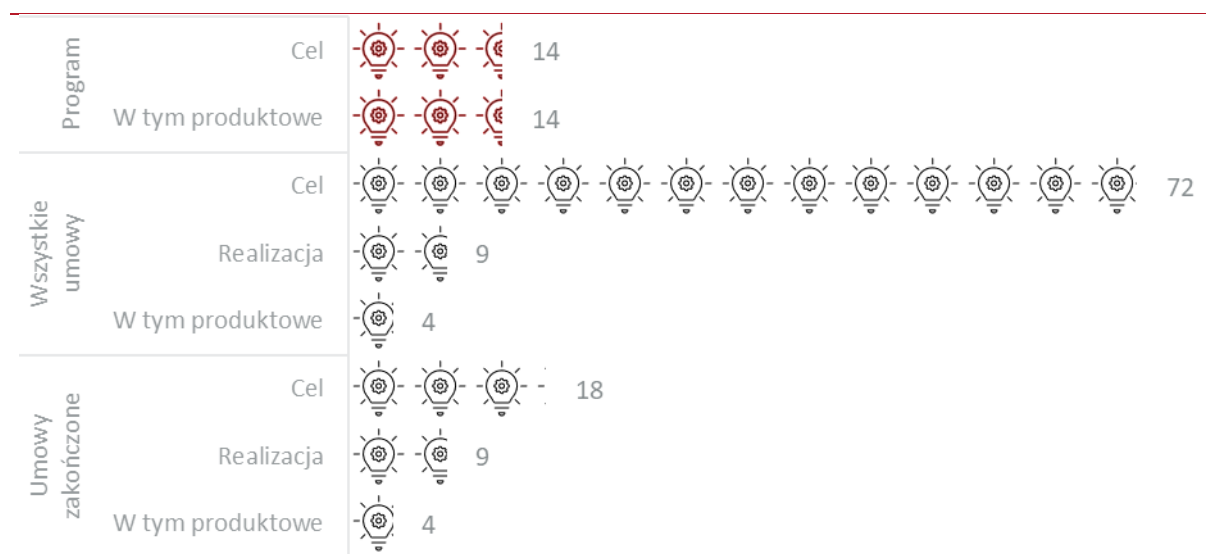 Program
Cel 14
W tym produktowe 14
Wszystkie
umowy
Cel 72
Realizacja 9
W tym produktowe 4
Umowy
zakończone
Cel 18
Realizacja 9
W tym produktowe 4